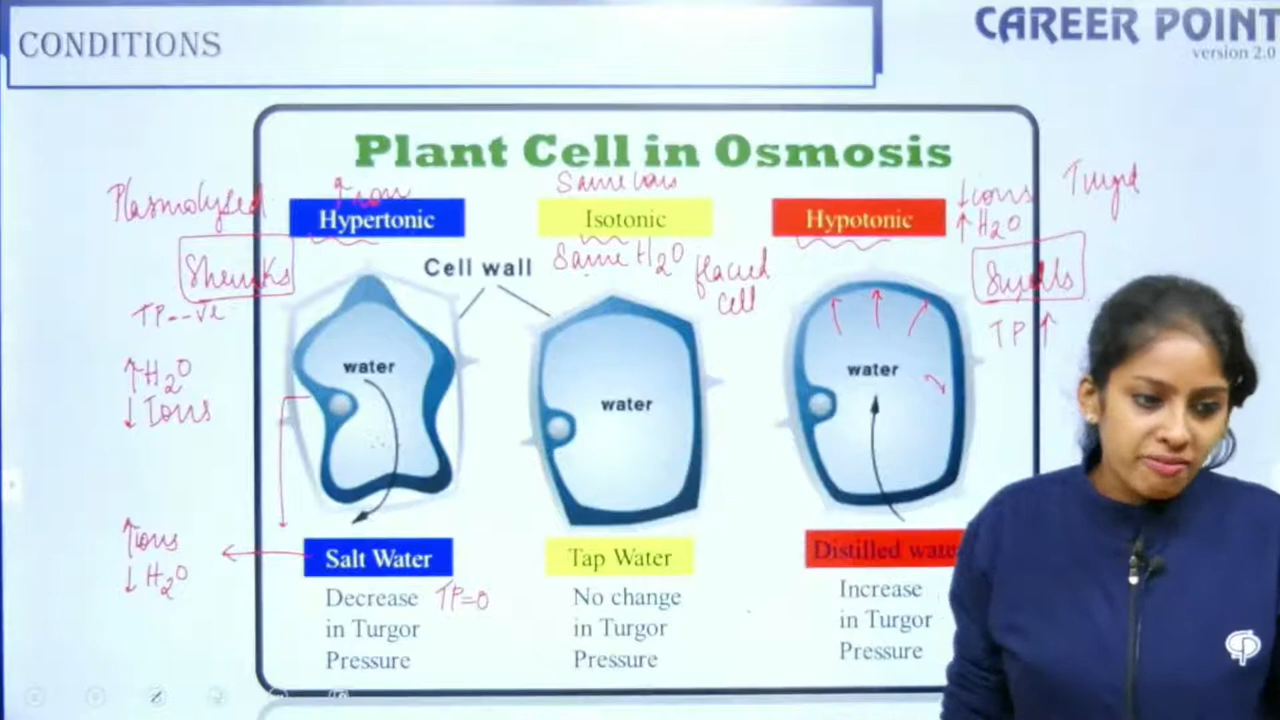 CONDITIONS
CAREER POINT
version 2.0
Plant Cell in Osmosis
Plasmolysed
↑ion
Same ions
↓ions
↑H₂O
Turgid
Hypertonic
Isotonic
Hypotonic
Shrinks
Cell wall
Same H₂O
flaccid
cell
Swells
TP--ve
TP↑
↑H₂O
↓Ions
water
water
water
↑ions
↓H₂O
Salt Water
Tap Water
Distilled wate
Decrease
in Turgor
Pressure
TP=0
No change
in Turgor
Pressure
Increase
in Turgor
Pressure